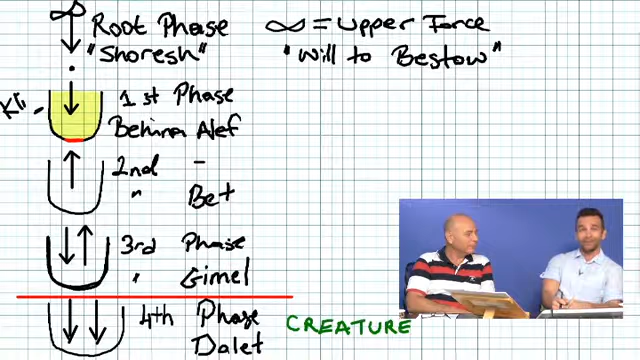 ∞ Root Phase
"Shoresh"
∞ = Upper Force
"Will to Bestow"
Kli
1st Phase
Behina Alef
2nd -
" Bet
3rd Phase
" Gimel
4th Phase
Dalet
CREATURE